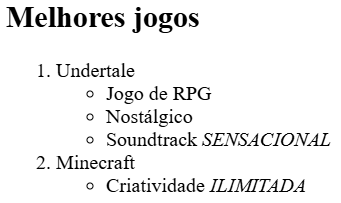 Melhores jogos
1. Undertale
○ Jogo de RPG
○ Nostálgico
○ Soundtrack SENSACIONAL
2. Minecraft
○ Criatividade ILIMITADA